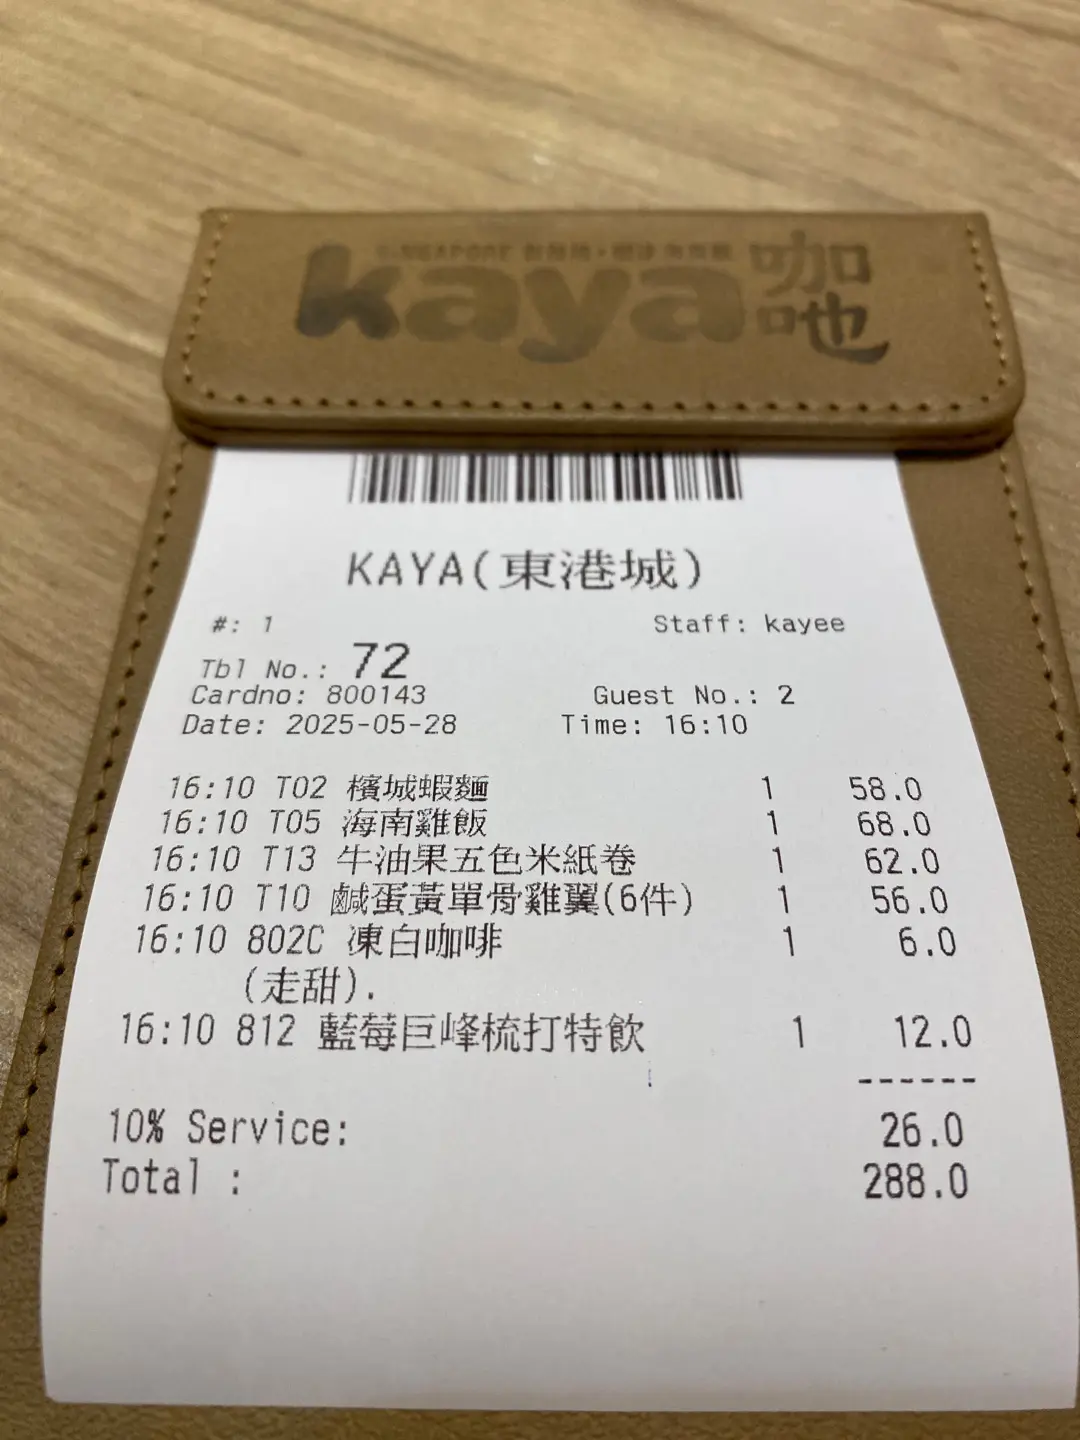 kaya 咖吔
KAYA(東港城)
#: 1 Staff: kayee
Tbl No.: 72
Cardno: 800143 Guest No.: 2
Date: 2025-05-28 Time: 16:10
16:10 T02 檳城蝦麵 1 58.0
16:10 T05 海南雞飯 1 68.0
16:10 T13 牛油果五色米紙卷 1 62.0
16:10 T10 鹹蛋黃單骨雞翼(6件) 1 56.0
16:10 802C 凍白咖啡 1 6.0
(走甜).
16:10 812 藍莓巨峰梳打特飲 1 12.0
------
10% Service: 26.0
Total : 288.0